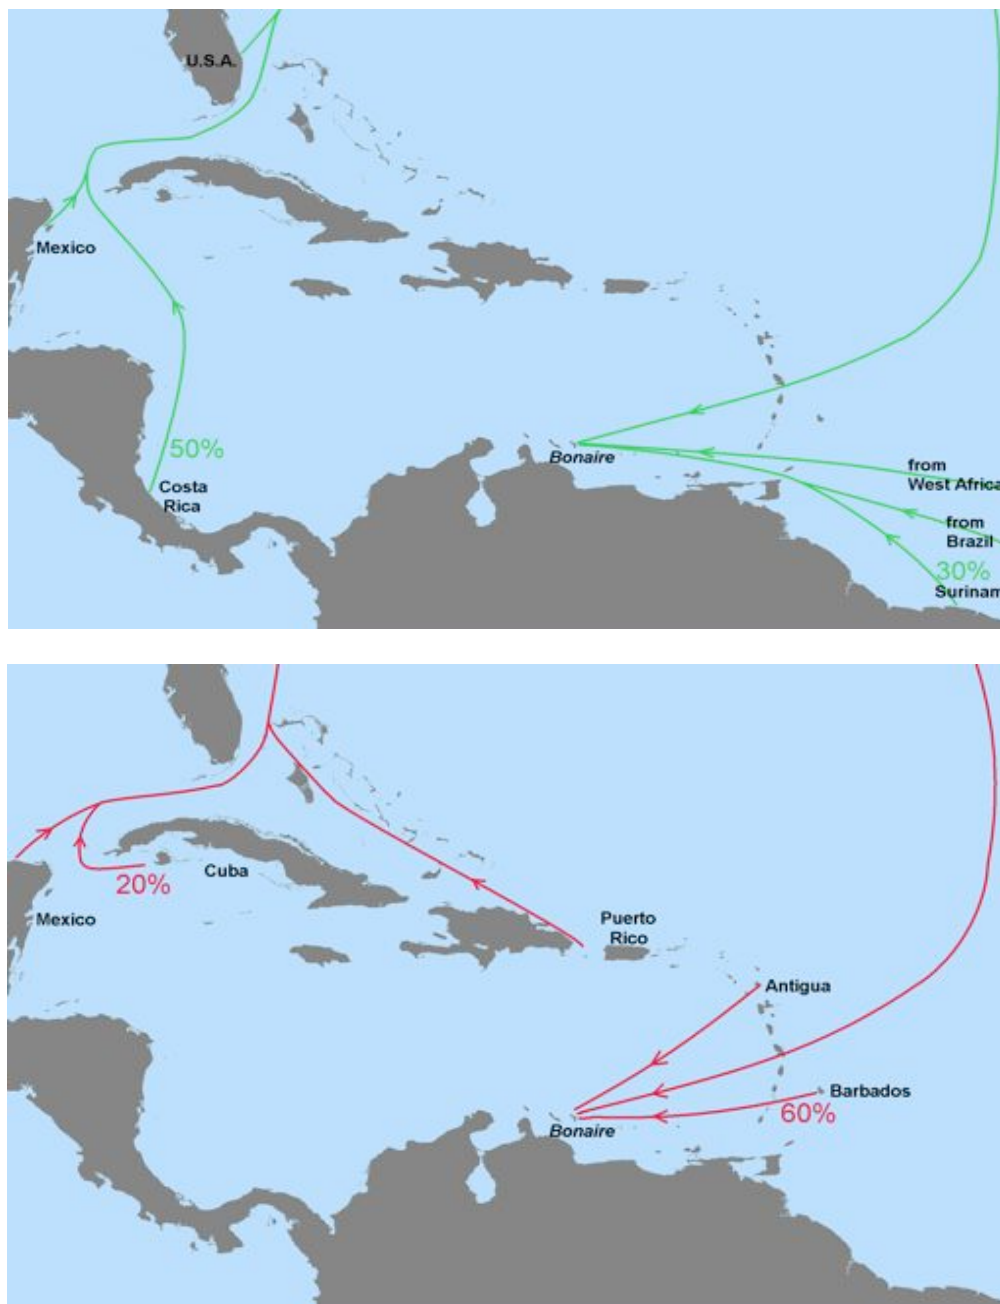 U.S.A.
Mexico
50%
Costa
Rica
Bonaire
from
West Africa
from
Brazil
30%
Surinam
Cuba
20%
Mexico
Puerto
Rico
Antigua
Barbados
60%
Bonaire